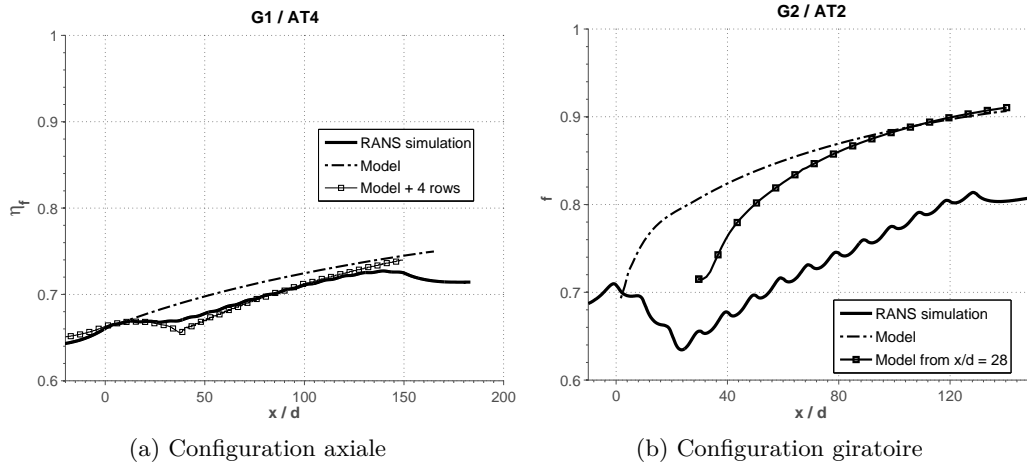 G1 / AT4
1
0.9
0.8
0.7
0.6
η_f
RANS simulation
Model
Model + 4 rows
0 50 100 150 200
x / d
(a) Configuration axiale
G2 / AT2
1
0.9
0.8
0.7
0.6
f
RANS simulation
Model
Model from x/d = 28
0 40 80 120
x / d
(b) Configuration giratoire